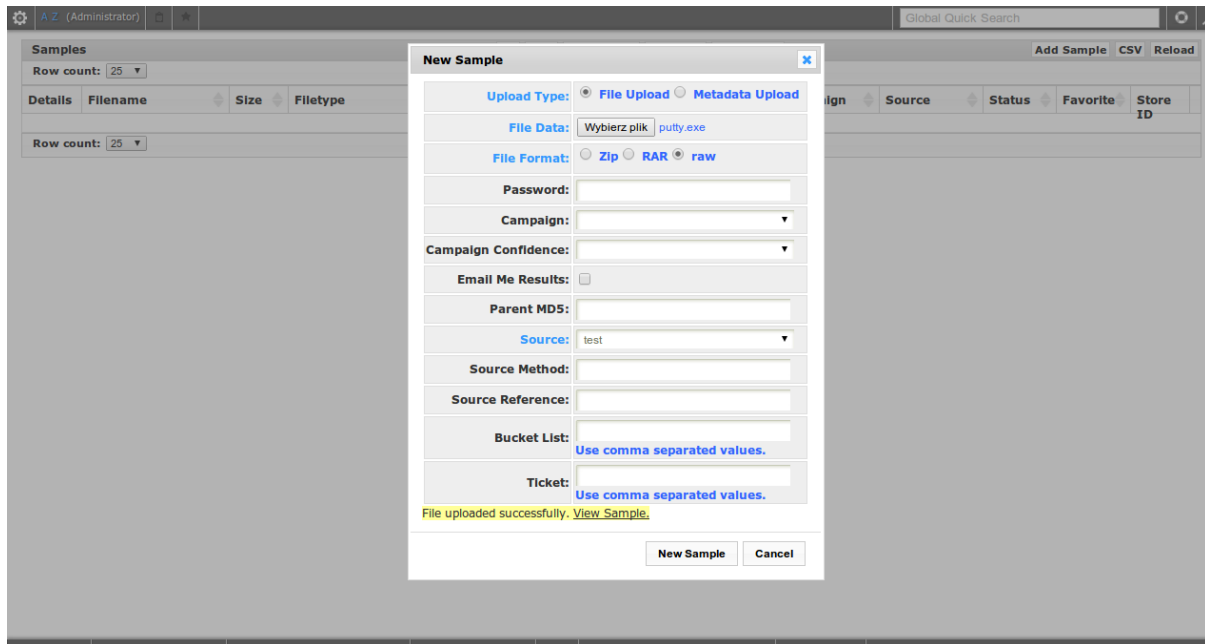 A Z (Administrator) Global Quick Search
Samples Add Sample CSV Reload
Row count: 25
Details Filename Size Filetype ign Source Status Favorite Store ID
Row count: 25
New Sample
Upload Type: File Upload Metadata Upload
File Data: Wybierz plik putty.exe
File Format: Zip RAR raw
Password:
Campaign:
Campaign Confidence:
Email Me Results:
Parent MD5:
Source: test
Source Method:
Source Reference:
Bucket List:
Use comma separated values.
Ticket:
Use comma separated values.
File uploaded successfully. View Sample.
New Sample Cancel